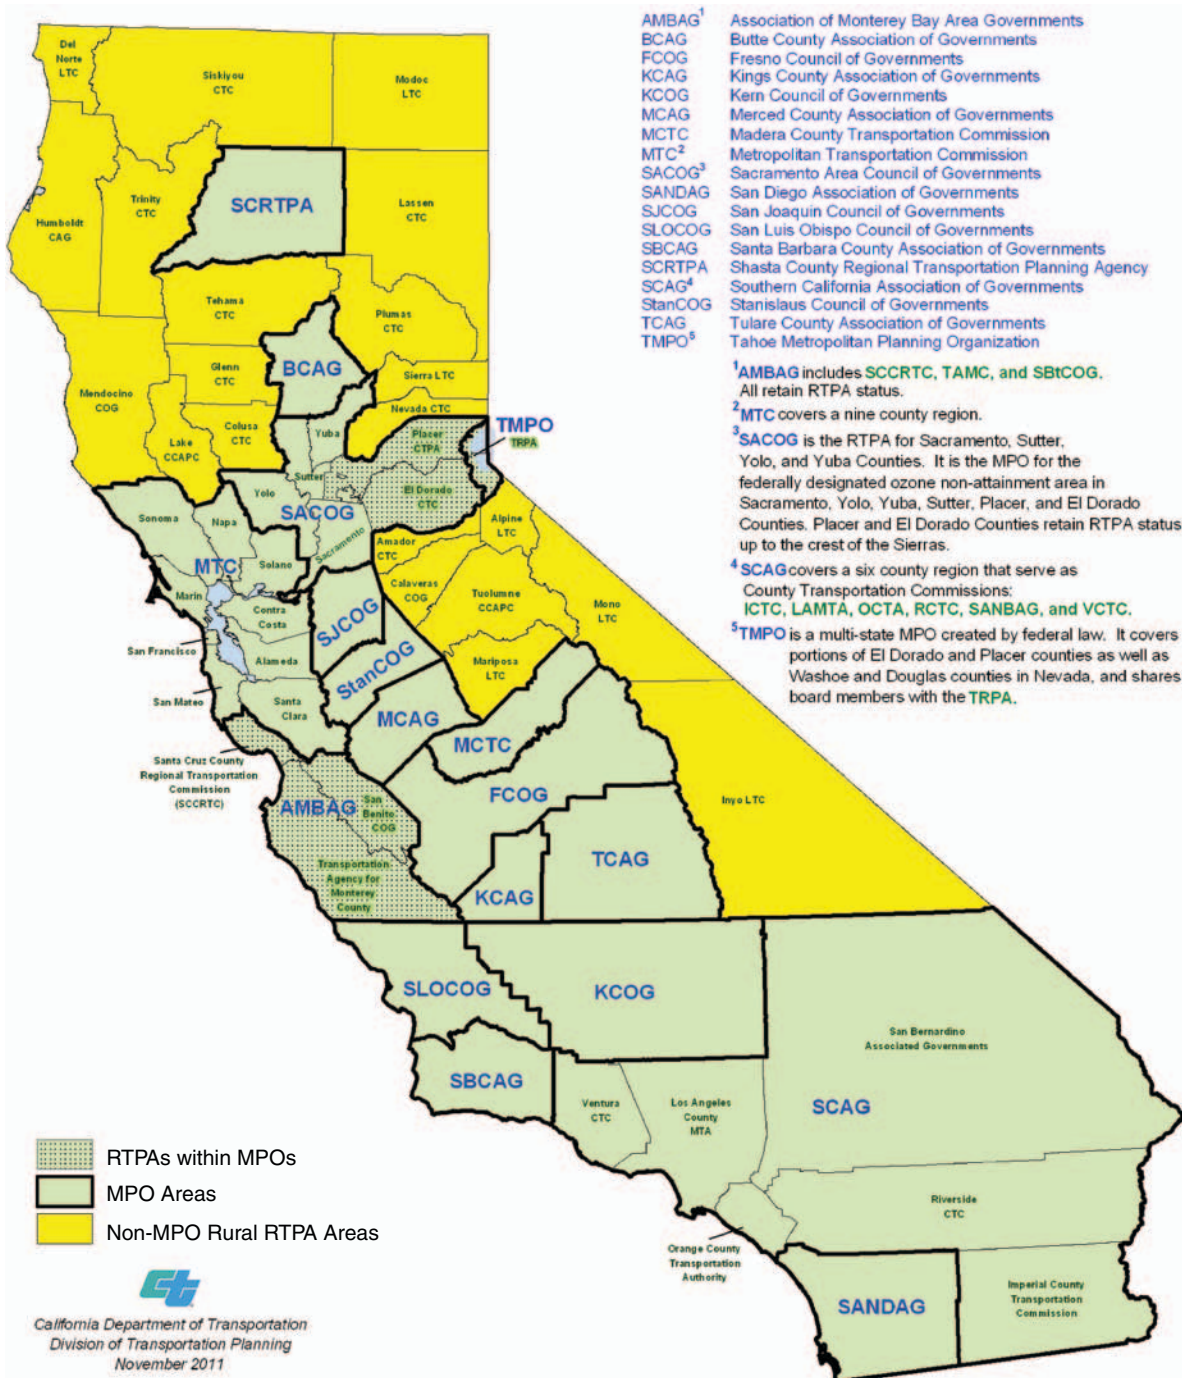 AMBAG1 Association of Monterey Bay Area Governments
BCAG Butte County Association of Governments
FCOG Fresno Council of Governments
KCAG Kings County Association of Governments
KCOG Kern Council of Governments
MCAG Merced County Association of Governments
MCTC Madera County Transportation Commission
MTC2 Metropolitan Transportation Commission
SACOG3 Sacramento Area Council of Governments
SANDAG San Diego Association of Governments
SJCOG San Joaquin Council of Governments
SLOCOG San Luis Obispo Council of Governments
SBCAG Santa Barbara County Association of Governments
SCRTPA Shasta County Regional Transportation Planning Agency
SCAG4 Southern California Association of Governments
StanCOG Stanislaus Council of Governments
TCAG Tulare County Association of Governments
TMPO5 Tahoe Metropolitan Planning Organization
1AMBAG includes SCCRTC, TAMC, and SBtCOG.
All retain RTPA status.
2MTC covers a nine county region.
3SACOG is the RTPA for Sacramento, Sutter,
Yolo, and Yuba Counties. It is the MPO for the
federally designated ozone non-attainment area in
Sacramento, Yolo, Yuba, Sutter, Placer, and El Dorado
Counties. Placer and El Dorado Counties retain RTPA status
up to the crest of the Sierras.
4SCAG covers a six county region that serve as
County Transportation Commissions:
ICTC, LAMTA, OCTA, RCTC, SANBAG, and VCTC.
5TMPO is a multi-state MPO created by federal law. It covers
portions of El Dorado and Placer counties as well as
Washoe and Douglas counties in Nevada, and shares
board members with the TRPA.
Del
Norte
LTC
Siskiyou
CTC
Modoc
LTC
Humboldt
CAG
Trinity
CTC
SCRTPA
Lassen
CTC
Tehama
CTC
Plumas
CTC
BCAG
Glenn
CTC
Sierra LTC
Mendocino
COG
Nevada CTC
Lake
CCAPC
Colusa
CTC
Yuba
Placer
CTPA
TMPO
TRPA
Sutter
Yolo
El Dorado
CTC
SACOG
Sacramento
Sonoma
Napa
Solano
MTC
Marin
Amador
CTC
Alpine
LTC
Calaveras
COG
Tuolumne
CCAPC
Mono
LTC
Contra
Costa
SJCOG
San Francisco
Alameda
StanCOG
Mariposa
LTC
San Mateo
Santa
Clara
MCAG
MCTC
Santa Cruz County
Regional Transportation
Commission
(SCCRTC)
AMBAG
San
Benito
COG
FCOG
Inyo LTC
Transportation
Agency for
Monterey
County
KCAG
TCAG
SLOCOG
KCOG
San Bernardino
Associated Governments
SBCAG
Ventura
CTC
Los Angeles
County
MTA
SCAG
Riverside
CTC
Orange County
Transportation
Authority
SANDAG
Imperial County
Transportation
Commission
RTPAs within MPOs
MPO Areas
Non-MPO Rural RTPA Areas
ct
California Department of Transportation
Division of Transportation Planning
November 2011